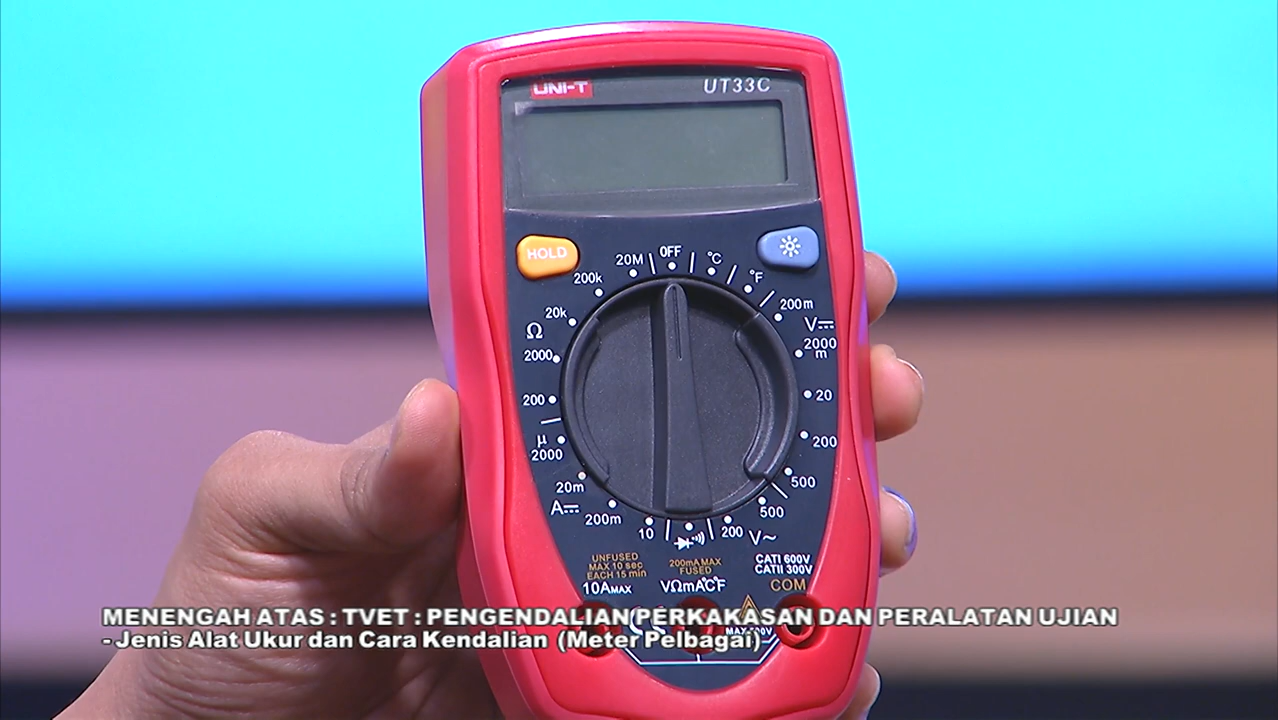 UNI-T
UT33C
HOLD
OFF
20M
°C
200k
°F
20k
200m
Ω
V⎓
2000
2000
m
200
20
μ
2000
200
20m
500
A⎓
200m
500
10
200
V~
UNFUSED
MAX 10 sec
EACH 15 min
200mA MAX
FUSED
CATI 600V
CATII 300V
10AMAX
VΩmA°C°F
COM
MENENGAH ATAS : TVET : PENGENDALIAN PERKAKASAN DAN PERALATAN UJIAN
- Jenis Alat Ukur dan Cara Kendalian (Meter Pelbagai)